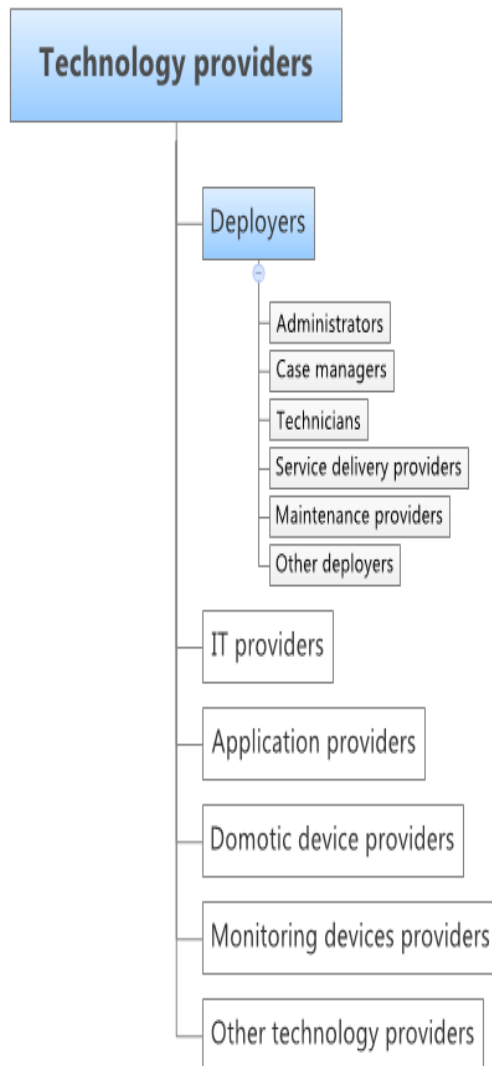 Technology providers
Deployers
Administrators
Case managers
Technicians
Service delivery providers
Maintenance providers
Other deployers
IT providers
Application providers
Domotic device providers
Monitoring devices providers
Other technology providers